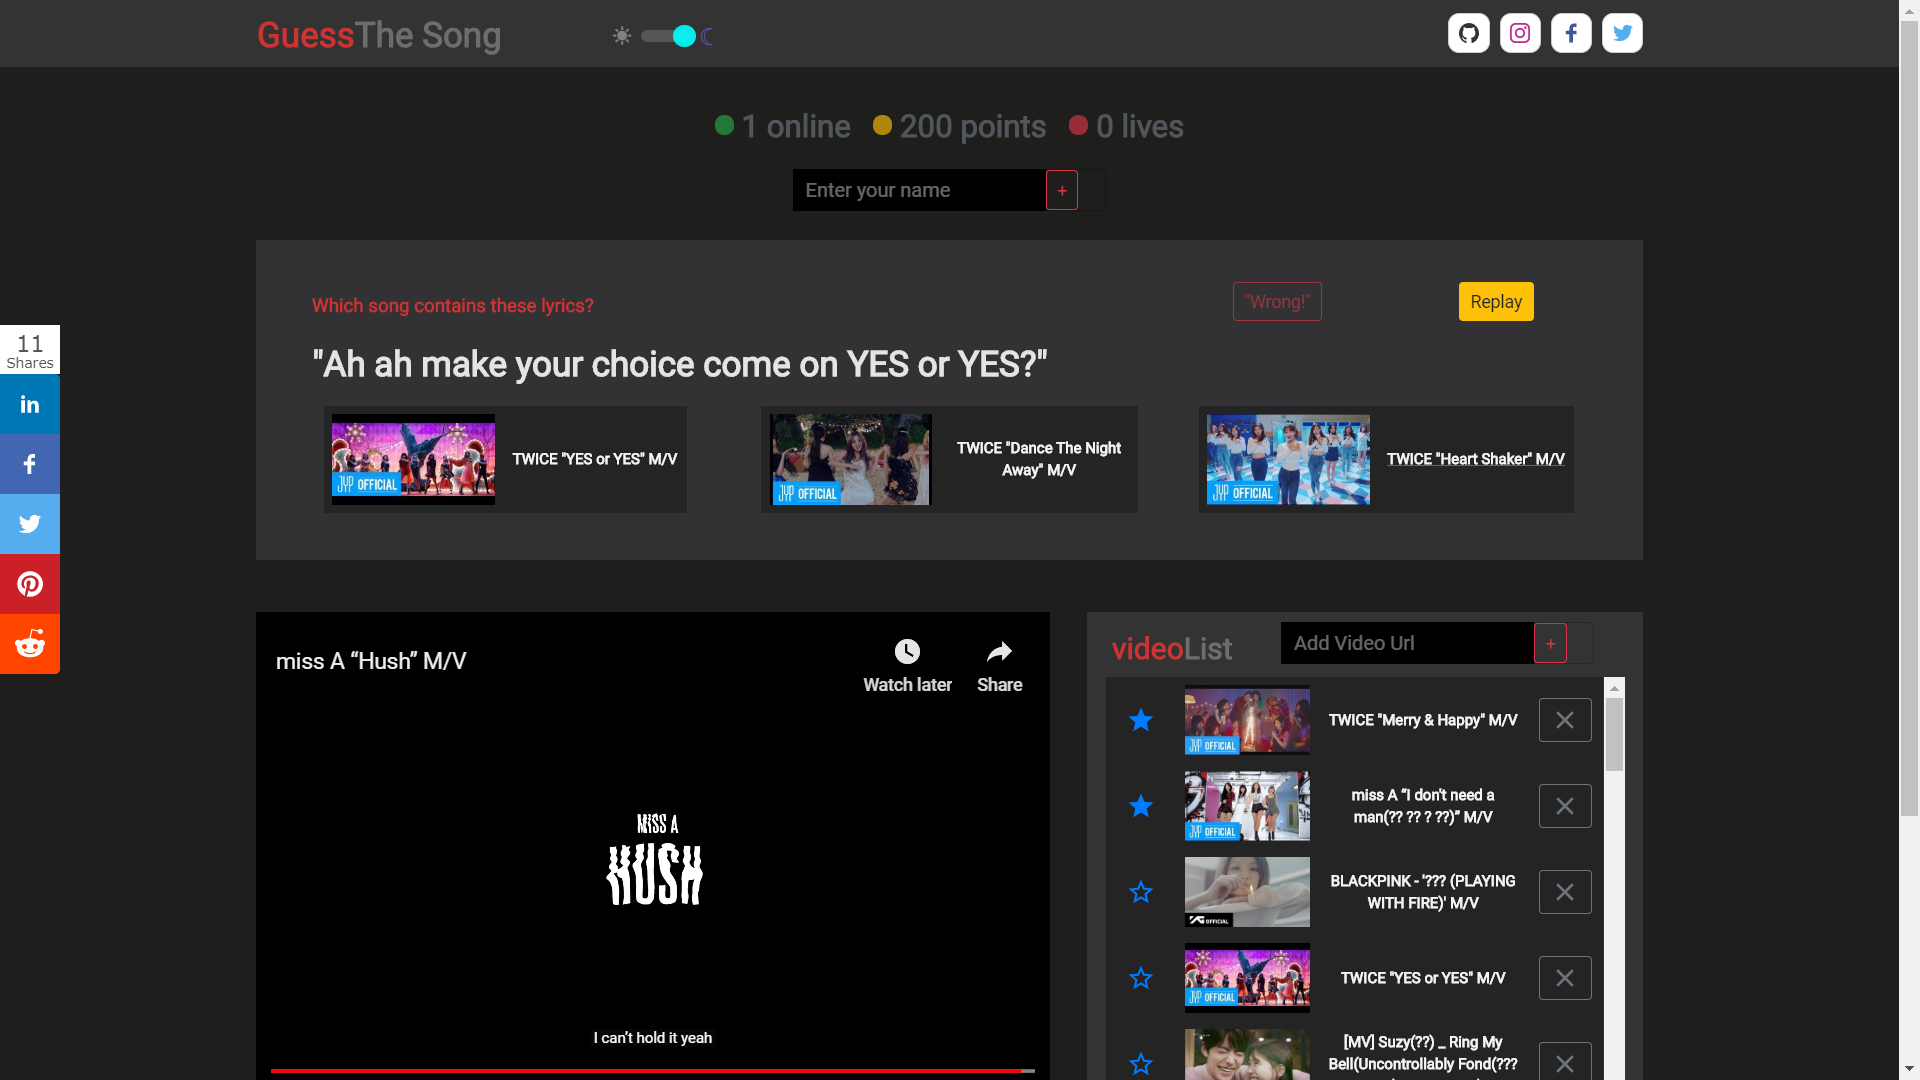 GuessThe Song
1 online 200 points 0 lives
Enter your name
+
Which song contains these lyrics?
"Wrong!"
Replay
"Ah ah make your choice come on YES or YES?"
JYP OFFICIAL
TWICE "YES or YES" M/V
JYP OFFICIAL
TWICE "Dance The Night
Away" M/V
JYP OFFICIAL
TWICE "Heart Shaker" M/V
11
Shares
in
miss A “Hush” M/V
Watch later
Share
MISS A
HUSH
I can’t hold it yeah
videoList
Add Video Url
+
JYP OFFICIAL
TWICE "Merry & Happy" M/V
JYP OFFICIAL
miss A “I don't need a
man(?? ?? ? ??)” M/V
YG OFFICIAL
BLACKPINK - '??? (PLAYING
WITH FIRE)' M/V
JYP OFFICIAL
TWICE "YES or YES" M/V
[MV] Suzy(??) _ Ring My
Bell(Uncontrollably Fond(???